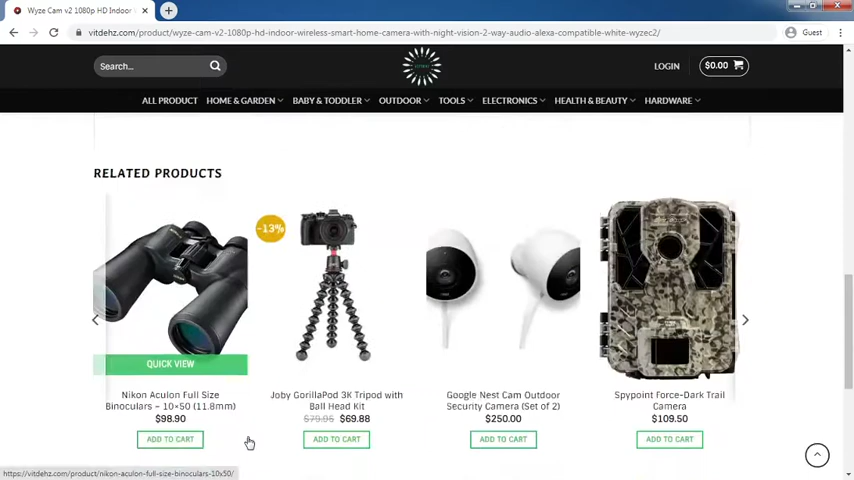 Wyze Cam v2 1080p HD Indoor
vitdehz.com/product/wyze-cam-v2-1080p-hd-indoor-wireless-smart-home-camera-with-night-vision-2-way-audio-alexa-compatible-white-wyzec2/
Guest
Search...
VITDEHZ
LOGIN
$0.00
ALL PRODUCT HOME & GARDEN BABY & TODDLER OUTDOOR TOOLS ELECTRONICS HEALTH & BEAUTY HARDWARE
RELATED PRODUCTS
-13%
QUICK VIEW
Nikon Aculon Full Size
Binoculars – 10×50 (11.8mm)
$98.90
ADD TO CART
Joby GorillaPod 3K Tripod with
Ball Head Kit
$79.95 $69.88
ADD TO CART
Google Nest Cam Outdoor
Security Camera (Set of 2)
$250.00
ADD TO CART
Spypoint Force-Dark Trail
Camera
$109.50
ADD TO CART
https://vitdehz.com/product/nikon-aculon-full-size-binoculars-10x50/